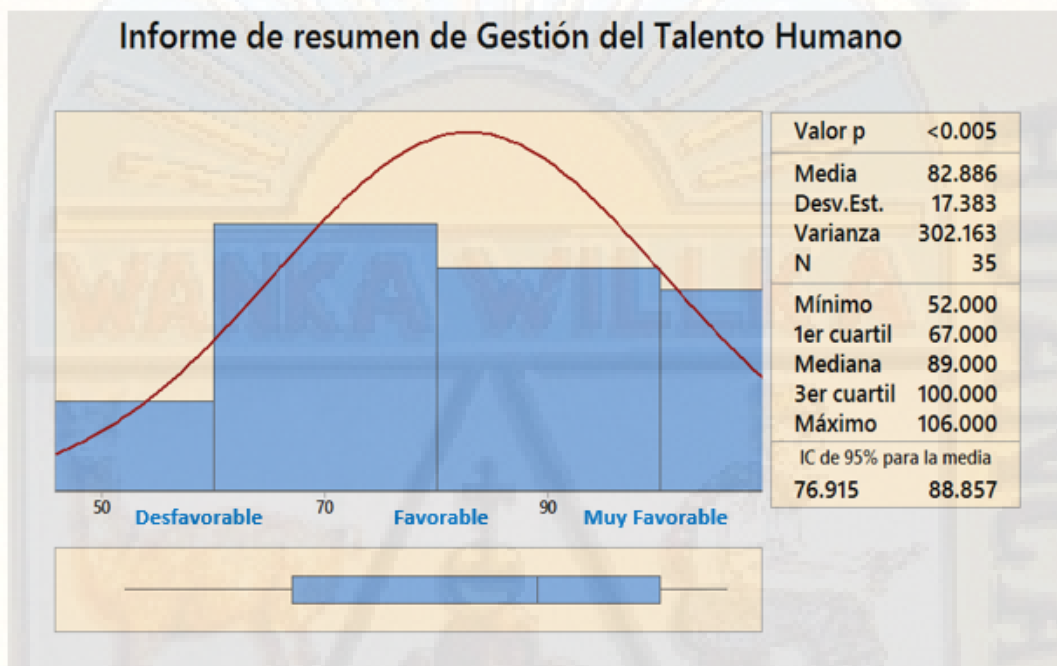 Informe de resumen de Gestión del Talento Humano
Valor p <0.005
Media 82.886
Desv.Est. 17.383
Varianza 302.163
N 35
Mínimo 52.000
1er cuartil 67.000
Mediana 89.000
3er cuartil 100.000
Máximo 106.000
IC de 95% para la media
76.915 88.857
50 70 90
Desfavorable Favorable Muy Favorable
WANKA WILLKA